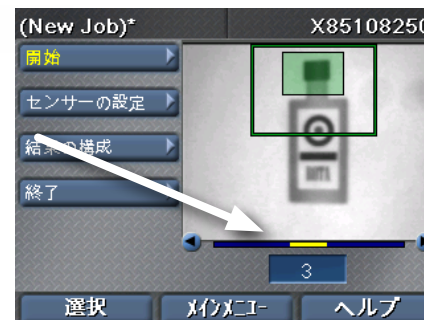 (New Job)* X85108250
開始
センサーの設定
結果の構成
終了
3
選択 メインメニュー ヘルプ